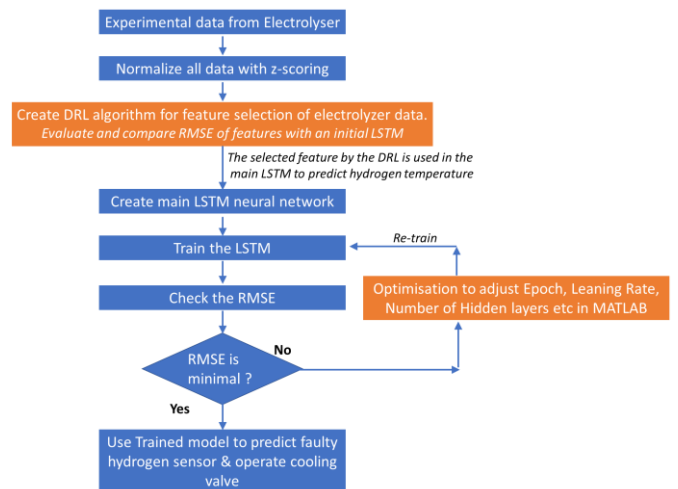 Experimental data from Electrolyser
Normalize all data with z-scoring
Create DRL algorithm for feature selection of electrolyzer data.
Evaluate and compare RMSE of features with an initial LSTM
The selected feature by the DRL is used in the
main LSTM to predict hydrogen temperature
Create main LSTM neural network
Train the LSTM
Re-train
Check the RMSE
Optimisation to adjust Epoch, Leaning Rate,
Number of Hidden layers etc in MATLAB
RMSE is
minimal ?
No
Yes
Use Trained model to predict faulty
hydrogen sensor & operate cooling
valve